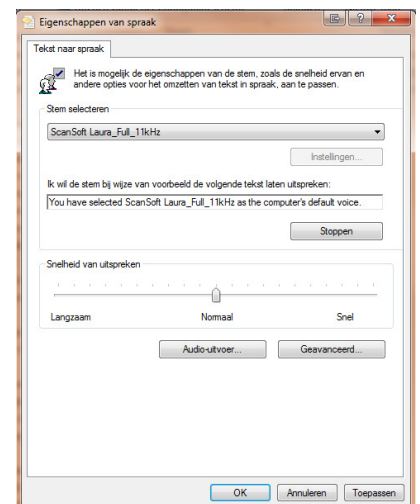 Eigenschappen van spraak
Tekst naar spraak
Het is mogelijk de eigenschappen van de stem, zoals de snelheid ervan en
andere opties voor het omzetten van tekst in spraak, aan te passen.
Stem selecteren
ScanSoft Laura_Full_11kHz
Instellingen...
Ik wil de stem bij wijze van voorbeeld de volgende tekst laten uitspreken:
You have selected ScanSoft Laura_Full_11kHz as the computer's default voice.
Stoppen
Snelheid van uitspreken
Langzaam Normaal Snel
Audio-uitvoer... Geavanceerd...
OK Annuleren Toepassen